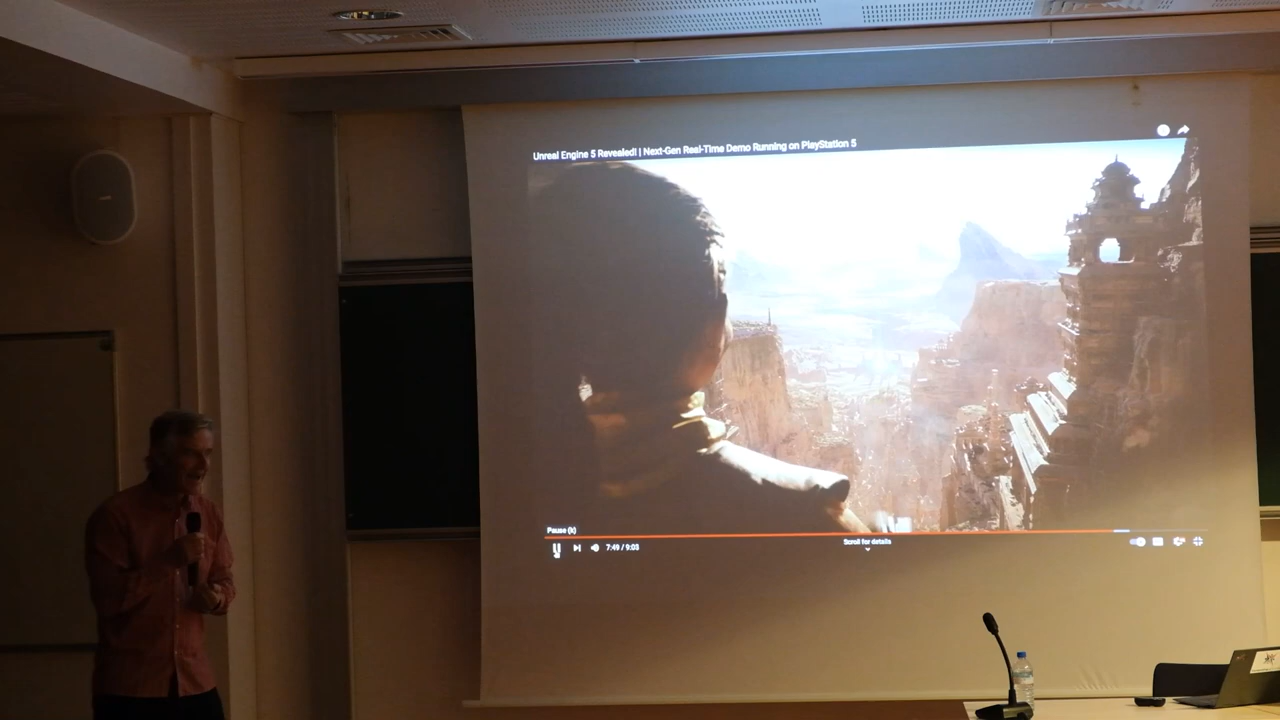 Unreal Engine 5 Revealed! | Next-Gen Real-Time Demo Running on PlayStation 5
Pause (k)
7:49 / 9:03
Scroll for details